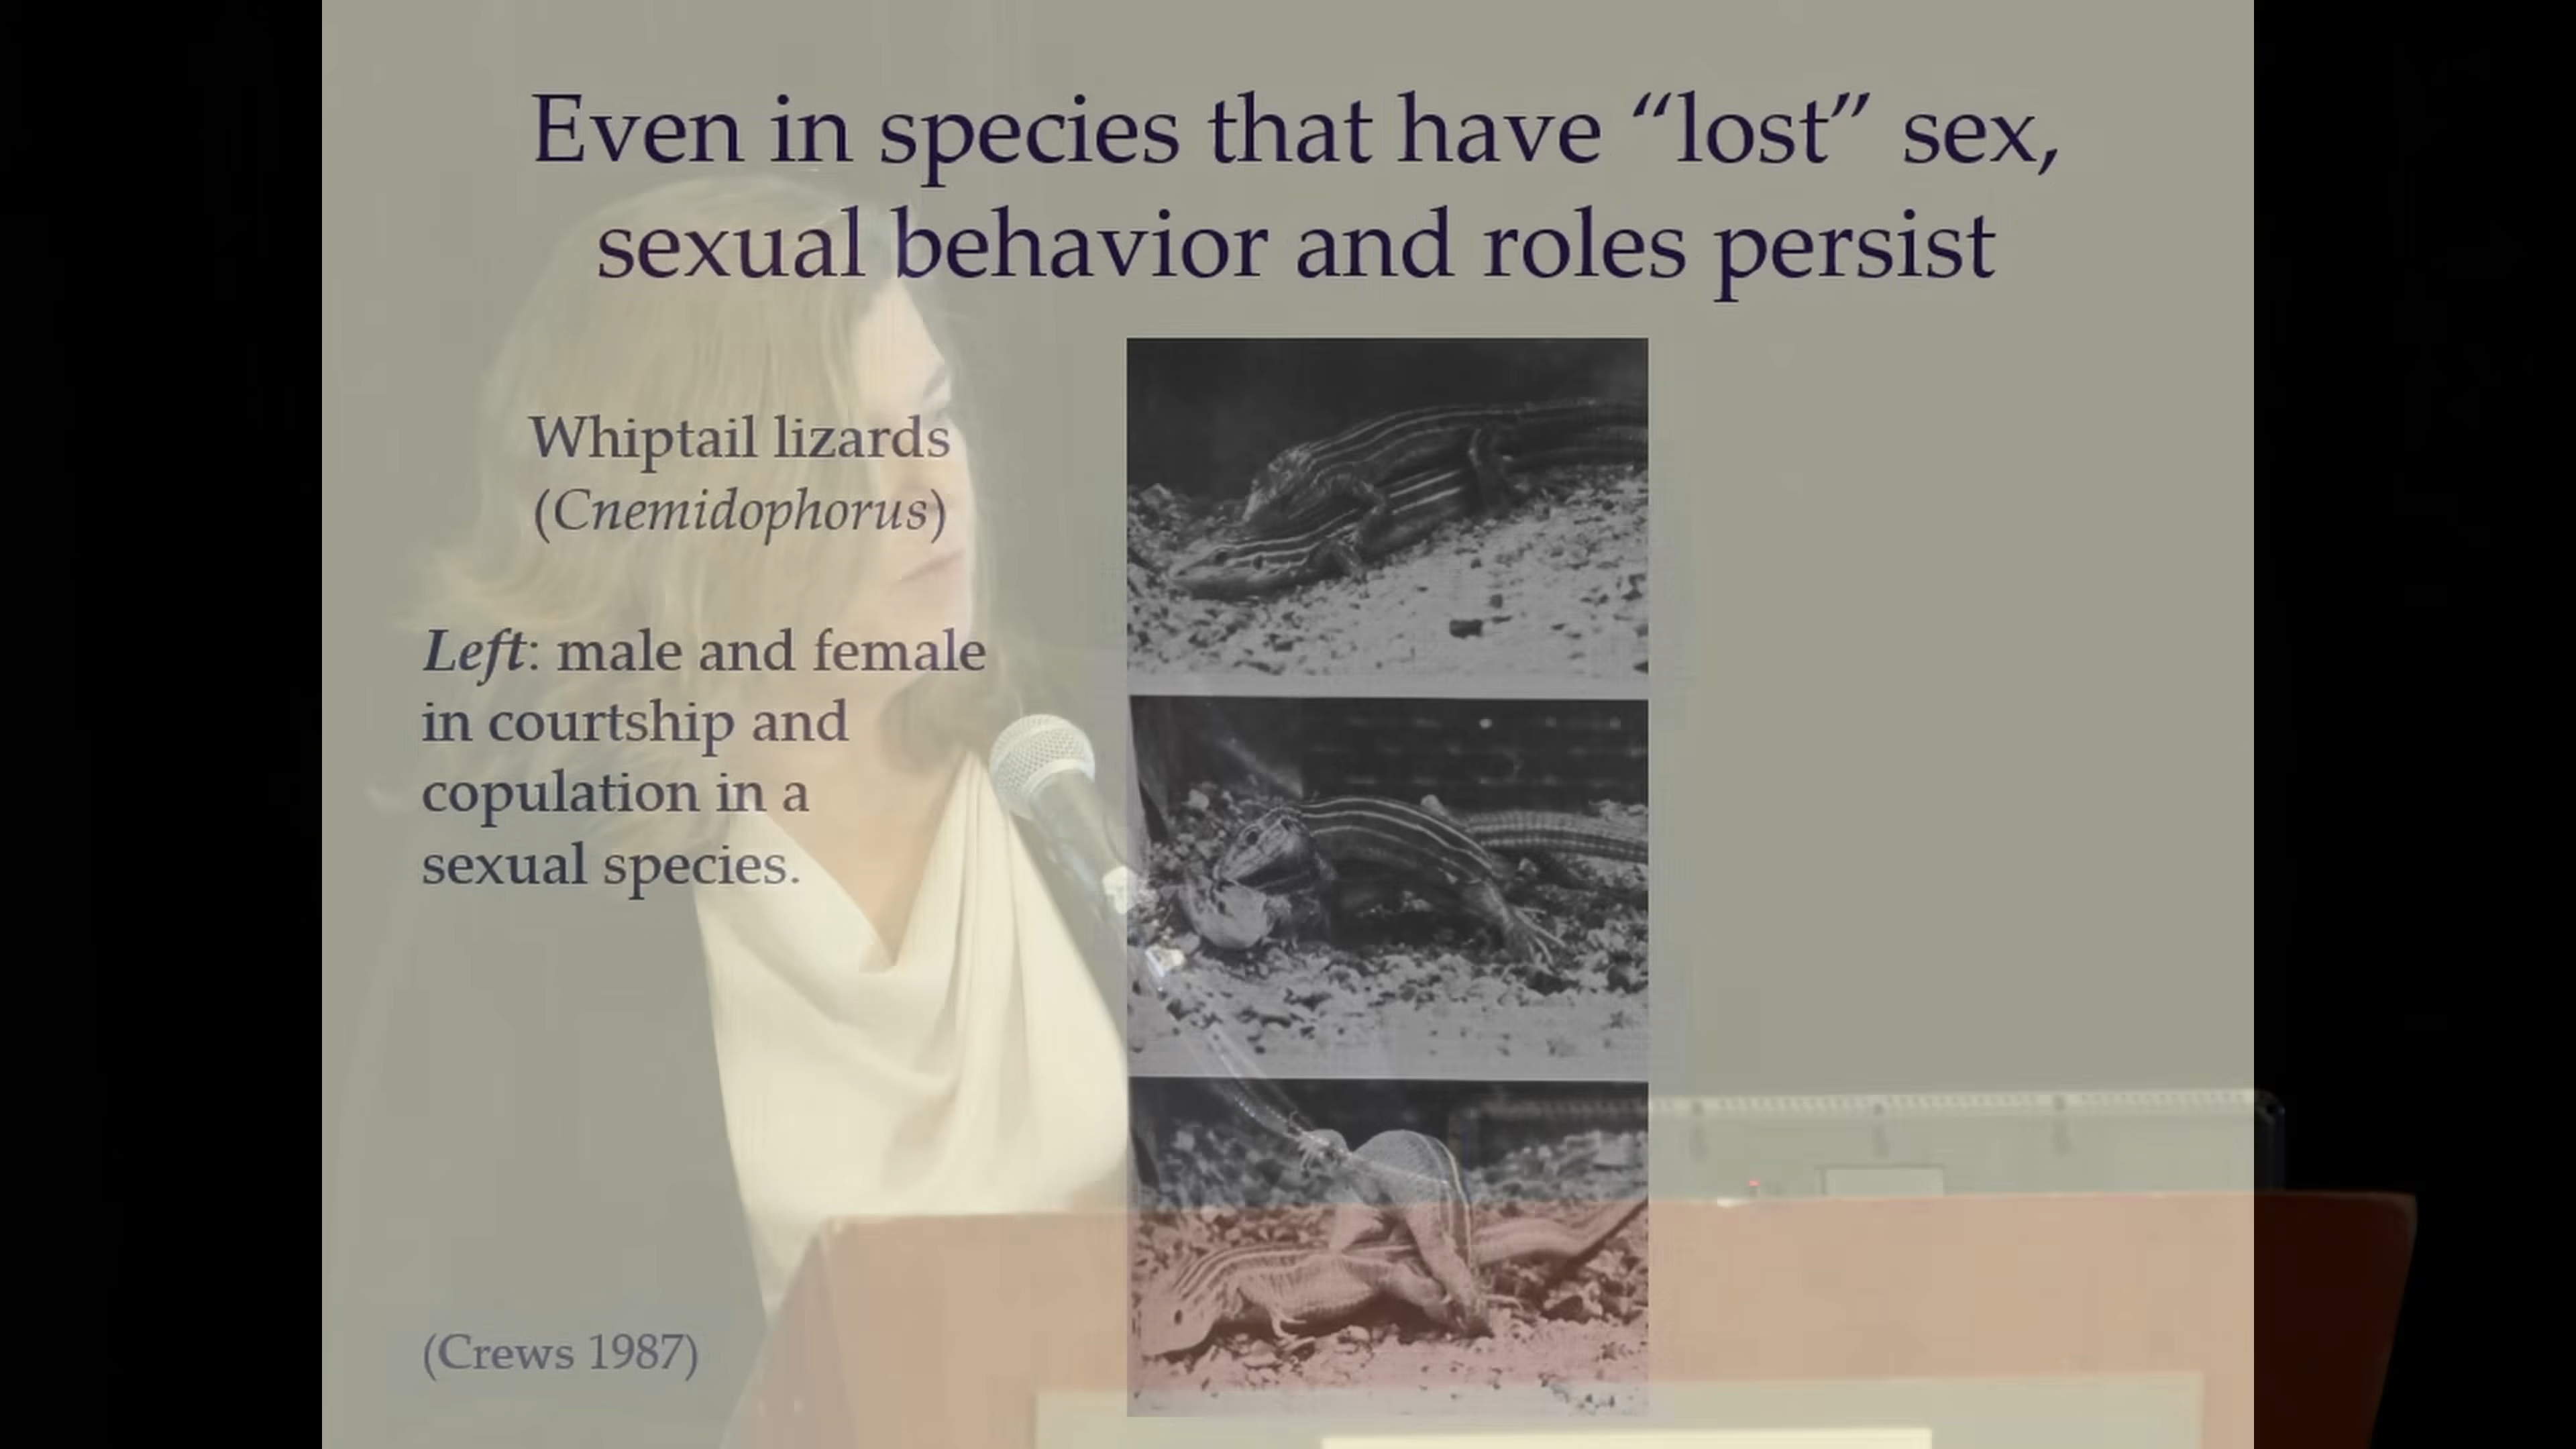 Even in species that have “lost” sex,
sexual behavior and roles persist
Whiptail lizards
(Cnemidophorus)
Left: male and female
in courtship and
copulation in a
sexual species.
(Crews 1987)